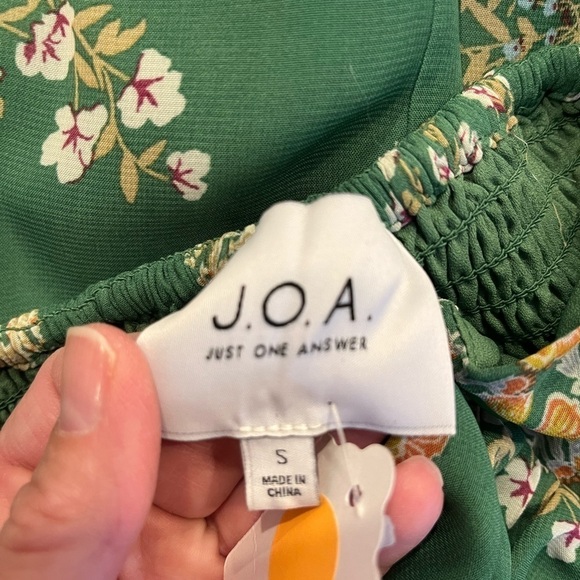 J.O.A.
JUST ONE ANSWER
S
MADE IN
CHINA